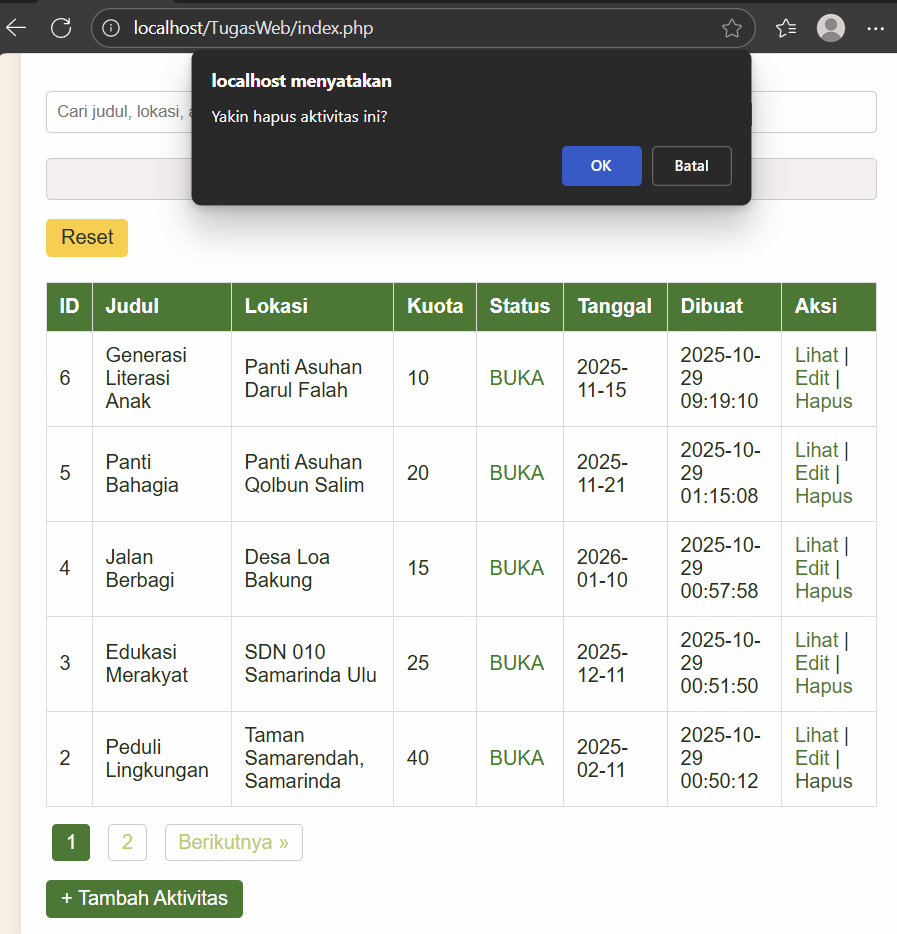 localhost/TugasWeb/index.php
localhost menyatakan
Yakin hapus aktivitas ini?
OK Batal
Cari judul, lokasi,
Reset
ID Judul Lokasi Kuota Status Tanggal Dibuat Aksi
6 Generasi Literasi Anak Panti Asuhan Darul Falah 10 BUKA 2025-11-15 2025-10-29 09:19:10 Lihat | Edit | Hapus
5 Panti Bahagia Panti Asuhan Qolbun Salim 20 BUKA 2025-11-21 2025-10-29 01:15:08 Lihat | Edit | Hapus
4 Jalan Berbagi Desa Loa Bakung 15 BUKA 2026-01-10 2025-10-29 00:57:58 Lihat | Edit | Hapus
3 Edukasi Merakyat SDN 010 Samarinda Ulu 25 BUKA 2025-12-11 2025-10-29 00:51:50 Lihat | Edit | Hapus
2 Peduli Lingkungan Taman Samarendah, Samarinda 40 BUKA 2025-02-11 2025-10-29 00:50:12 Lihat | Edit | Hapus
1 2 Berikutnya »
+ Tambah Aktivitas